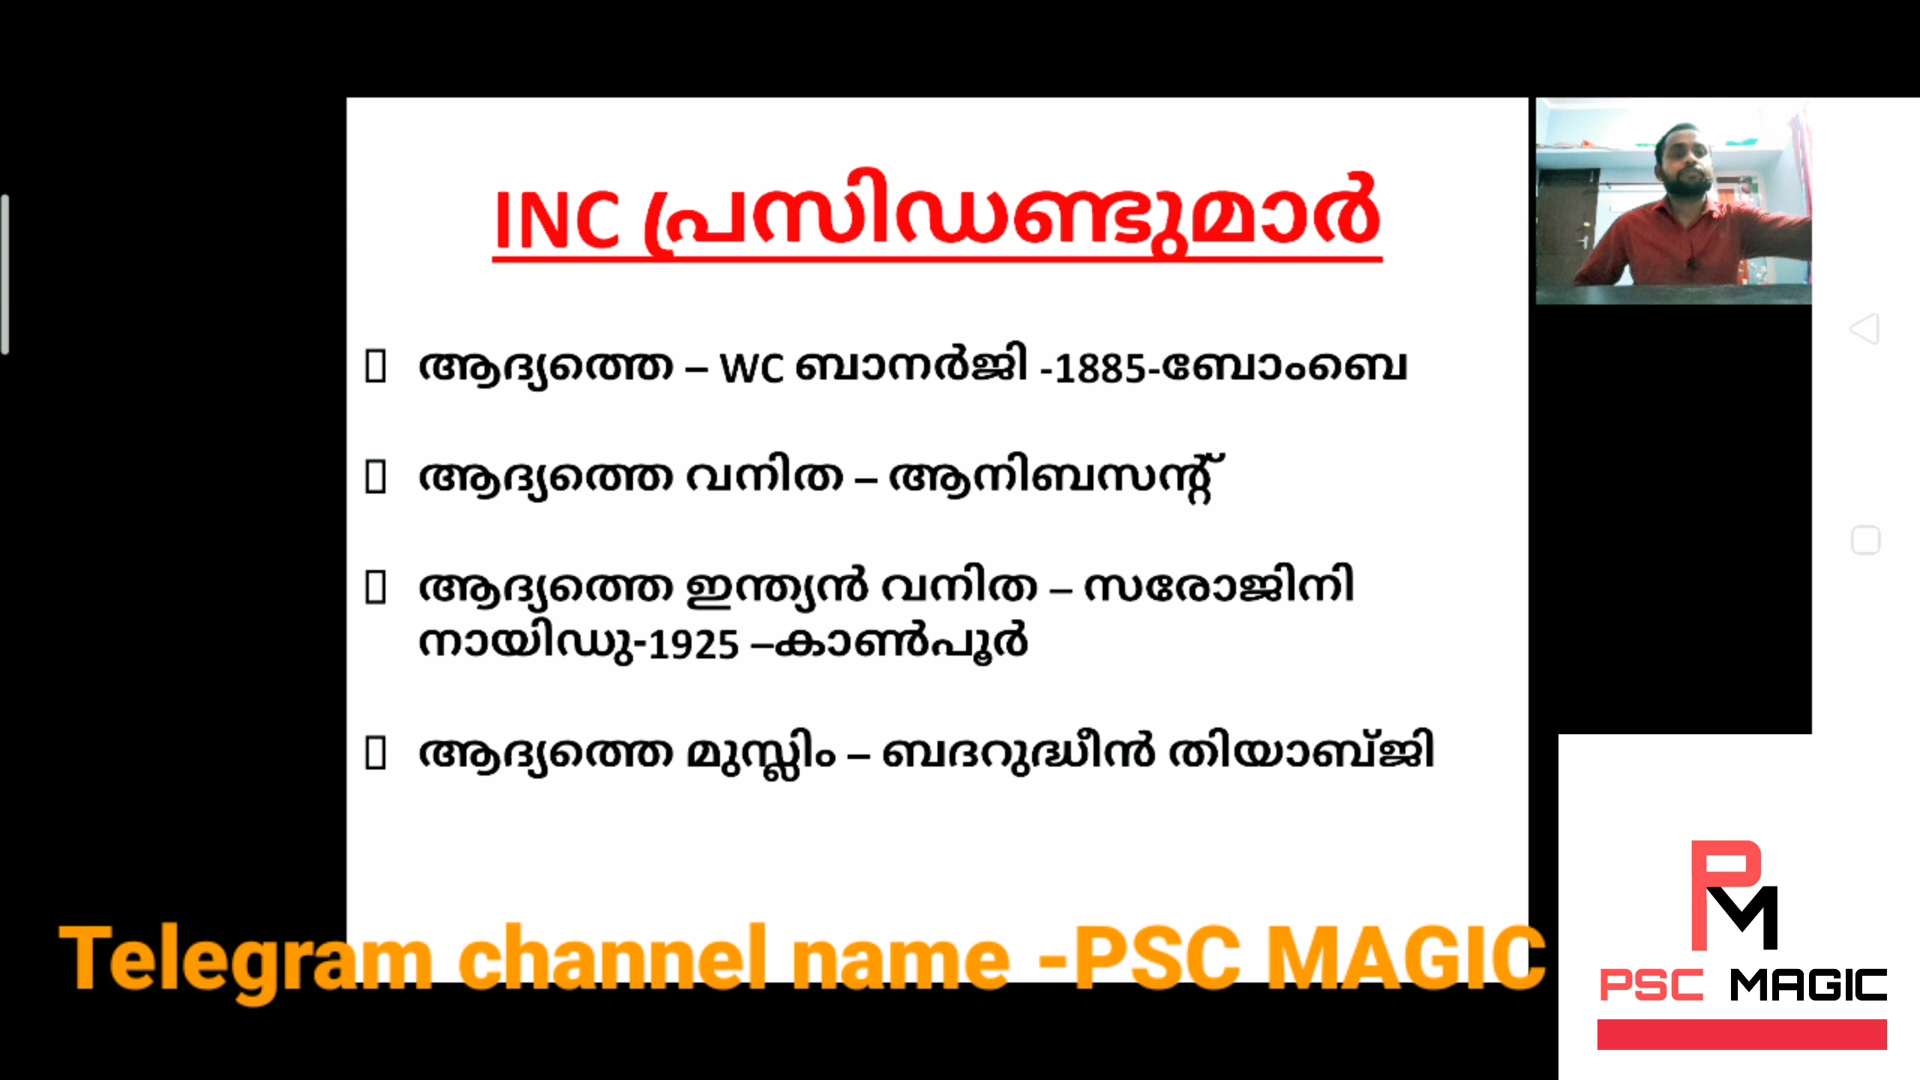 INC പ്രസിഡണ്ടുമാർ
ആദ്യത്തെ – WC ബാനർജി -1885-ബോംബെ
ആദ്യത്തെ വനിത – ആനിബസന്റ്
ആദ്യത്തെ ഇന്ത്യൻ വനിത – സരോജിനി
നായിഡു-1925 –കാൺപൂർ
ആദ്യത്തെ മുസ്ലിം – ബദറുദ്ധീൻ തിയാബ്ജി
Telegram channel name -PSC MAGIC
PM
PSC MAGIC